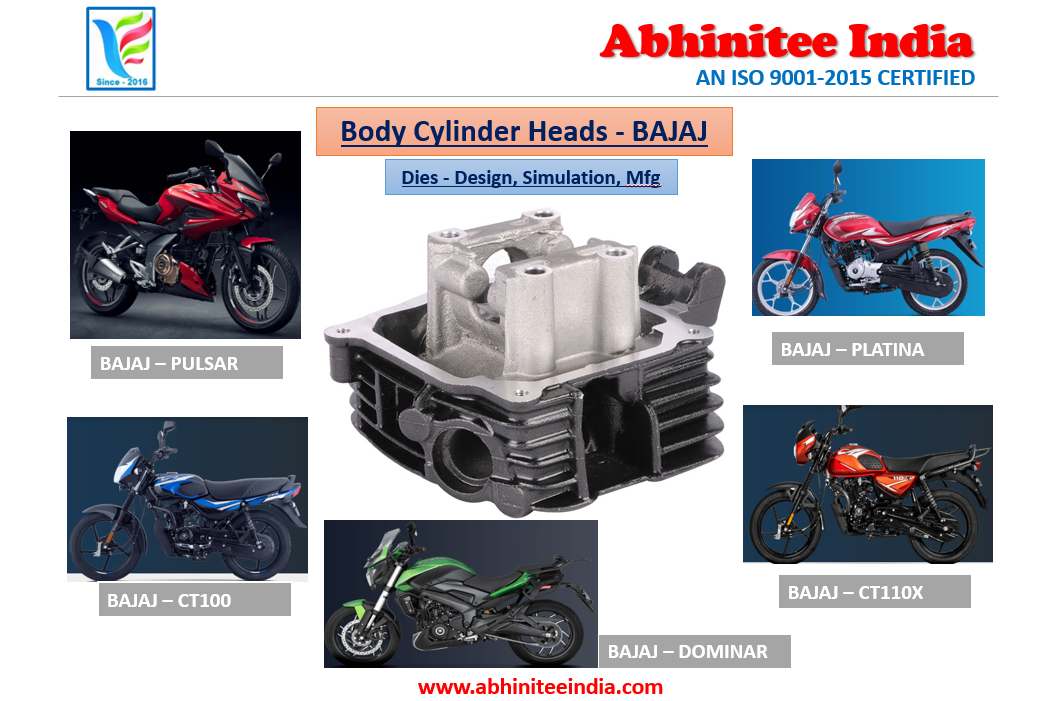 Since - 2016
Abhinitee India
AN ISO 9001-2015 CERTIFIED
Body Cylinder Heads - BAJAJ
Dies - Design, Simulation, Mfg
BAJAJ – PULSAR
BAJAJ – PLATINA
BAJAJ – CT100
BAJAJ – CT110X
BAJAJ – DOMINAR
www.abhiniteeindia.com